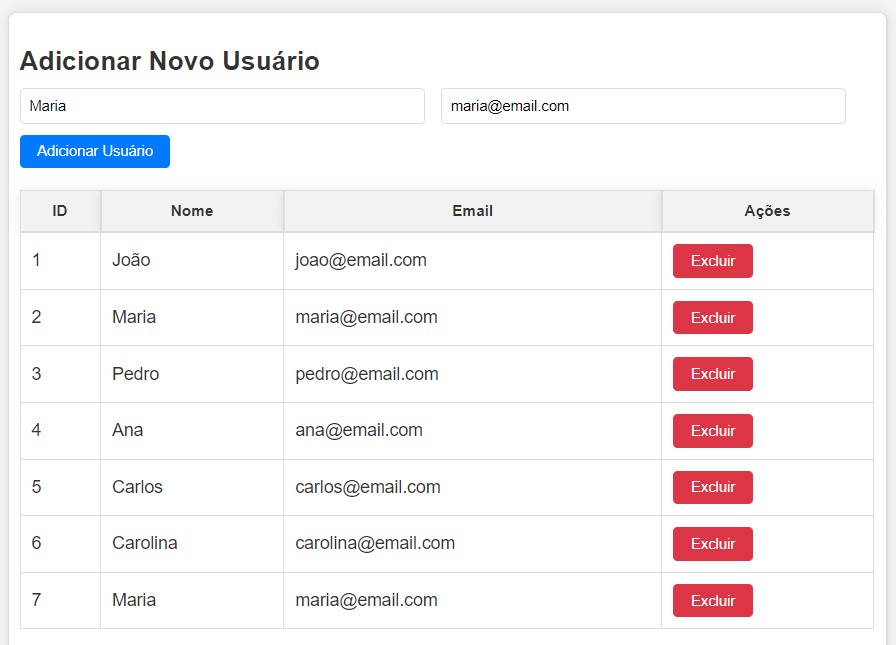 Adicionar Novo Usuário
Maria maria@email.com
Adicionar Usuário
ID Nome Email Ações
1 João joao@email.com Excluir
2 Maria maria@email.com Excluir
3 Pedro pedro@email.com Excluir
4 Ana ana@email.com Excluir
5 Carlos carlos@email.com Excluir
6 Carolina carolina@email.com Excluir
7 Maria maria@email.com Excluir